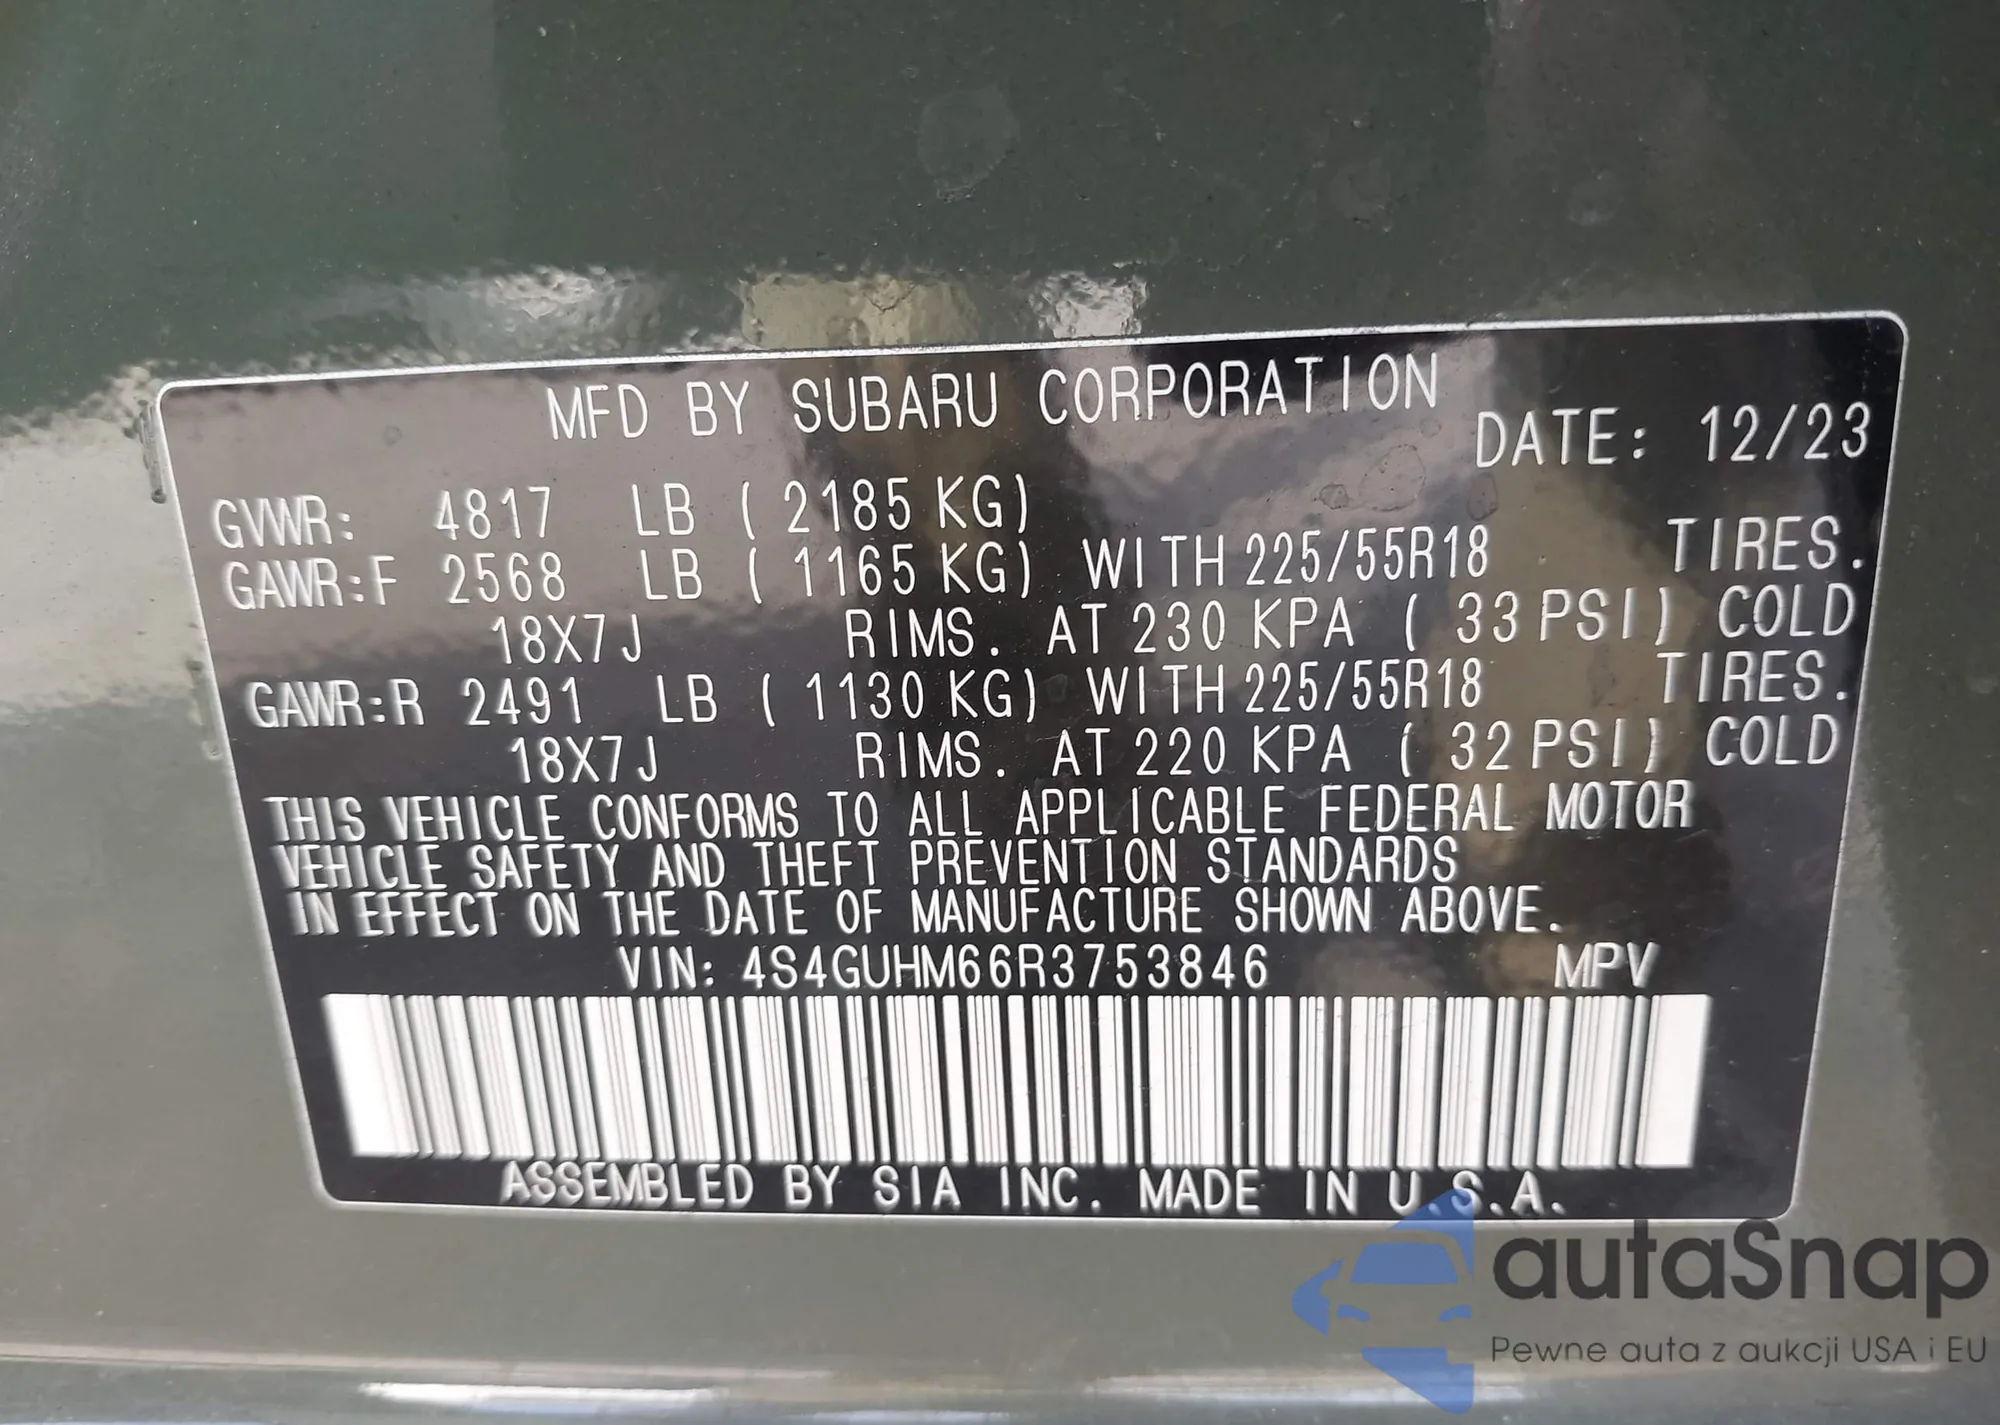 MFD BY SUBARU CORPORATION
DATE: 12/23
GVWR: 4817 LB ( 2185 KG)
GAWR:F 2568 LB ( 1165 KG) WITH 225/55R18 TIRES.
18X7J RIMS. AT 230 KPA ( 33 PSI) COLD
GAWR:R 2491 LB ( 1130 KG) WITH 225/55R18 TIRES.
18X7J RIMS. AT 220 KPA ( 32 PSI) COLD
THIS VEHICLE CONFORMS TO ALL APPLICABLE FEDERAL MOTOR
VEHICLE SAFETY AND THEFT PREVENTION STANDARDS
IN EFFECT ON THE DATE OF MANUFACTURE SHOWN ABOVE.
VIN: 4S4GUHM66R3753846 MPV
ASSEMBLED BY SIA INC. MADE IN U.S.A.
autaSnap
Pewne auta z aukcji USA i EU